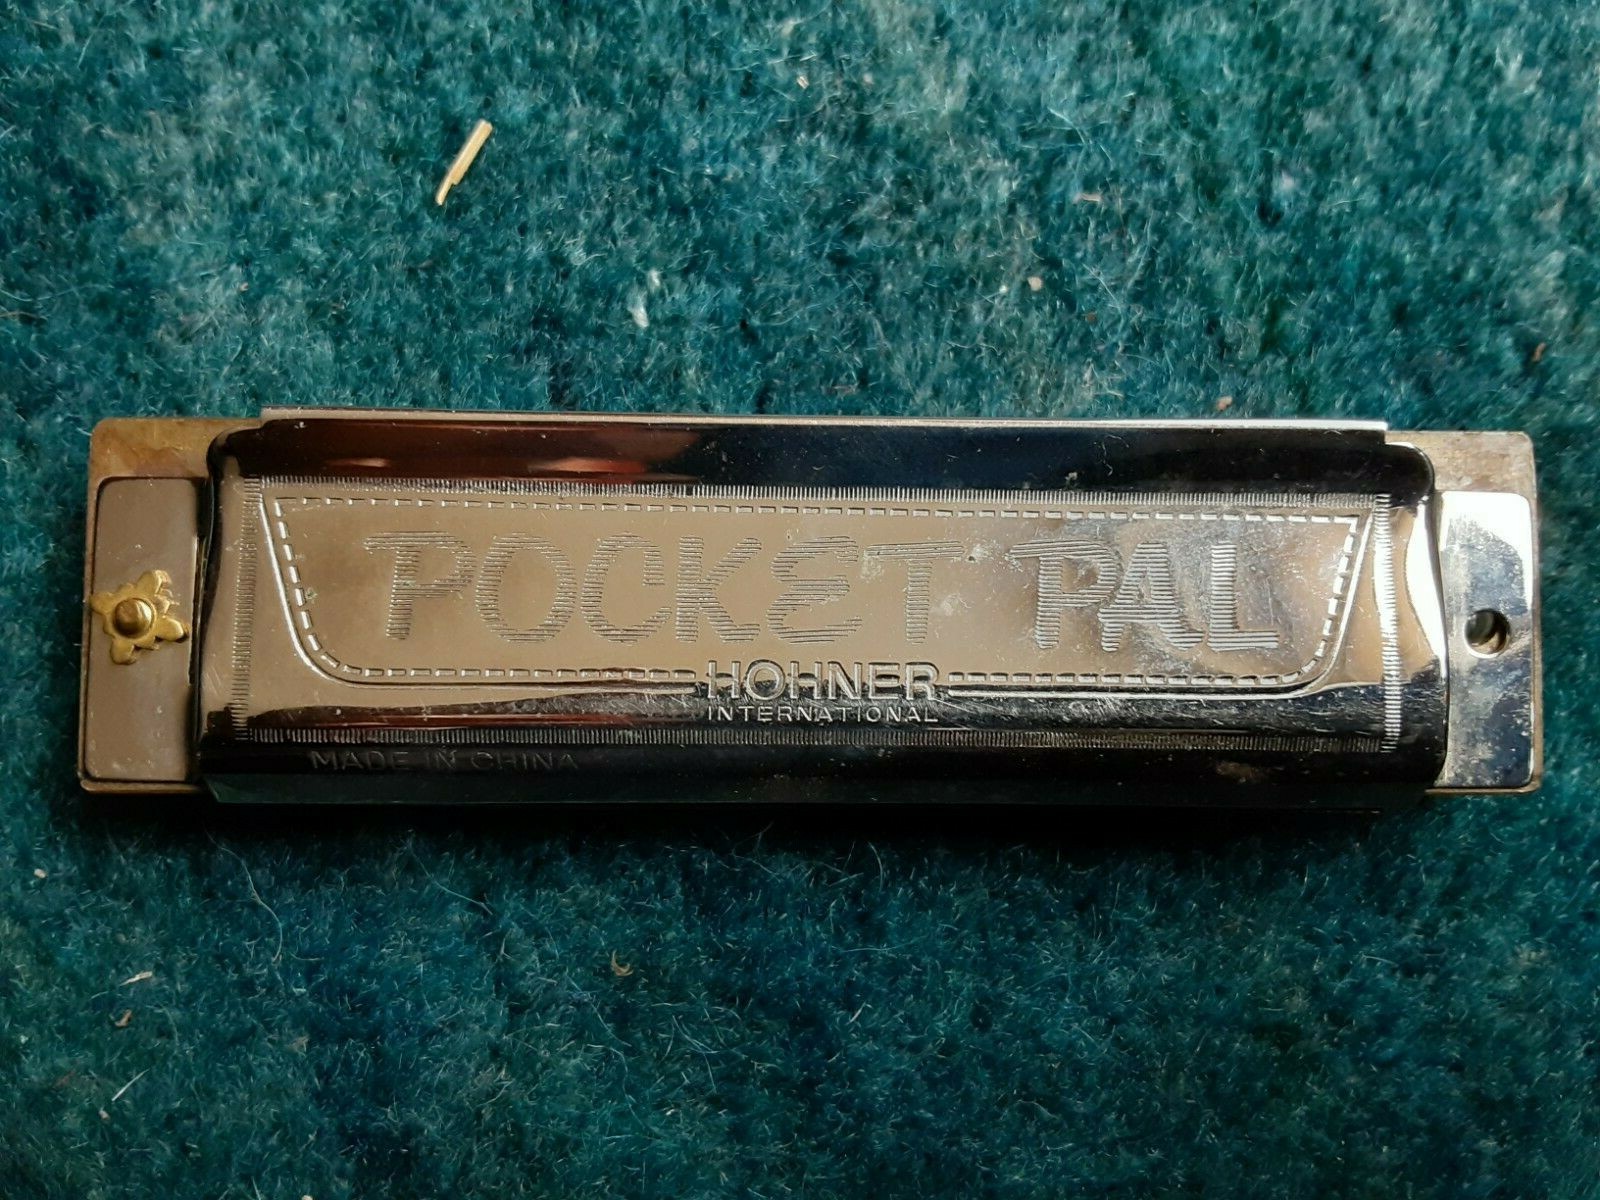 POCKET PAL
HOHNER
INTERNATIONAL
MADE IN CHINA